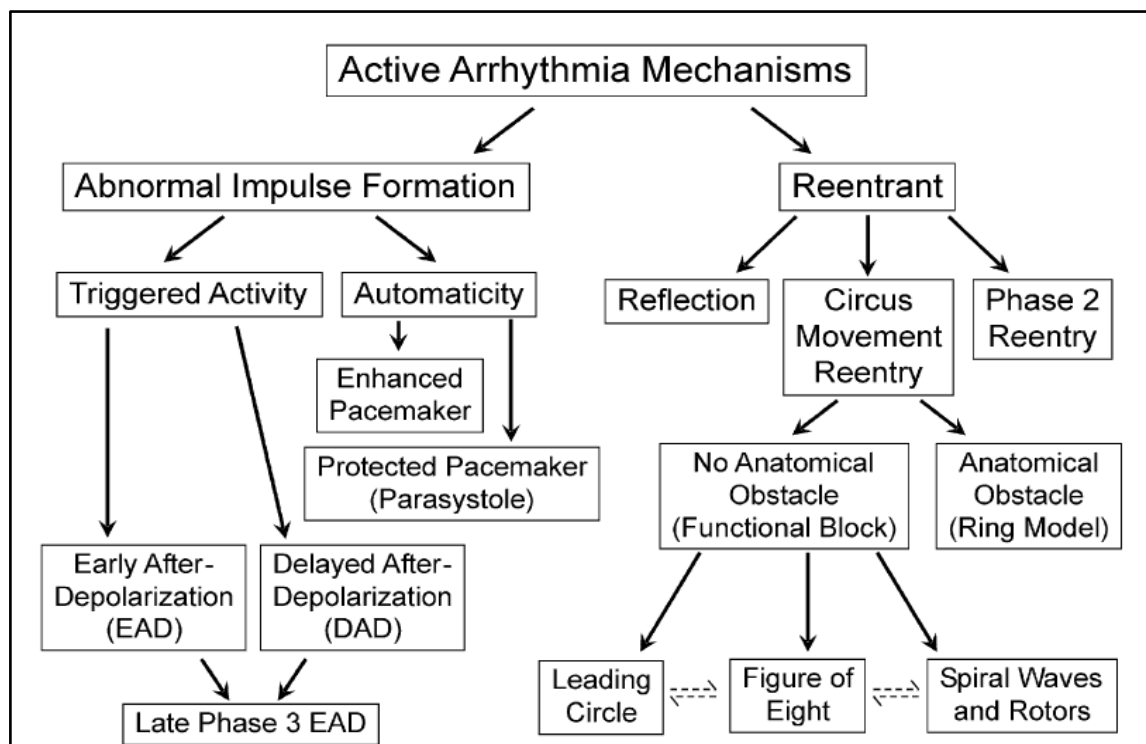 Active Arrhythmia Mechanisms
Abnormal Impulse Formation
Reentrant
Triggered Activity
Automaticity
Reflection
Circus
Movement
Reentry
Phase 2
Reentry
Enhanced
Pacemaker
Protected Pacemaker
(Parasystole)
No Anatomical
Obstacle
(Functional Block)
Anatomical
Obstacle
(Ring Model)
Early After-
Depolarization
(EAD)
Delayed After-
Depolarization
(DAD)
Late Phase 3 EAD
Leading
Circle
Figure of
Eight
Spiral Waves
and Rotors